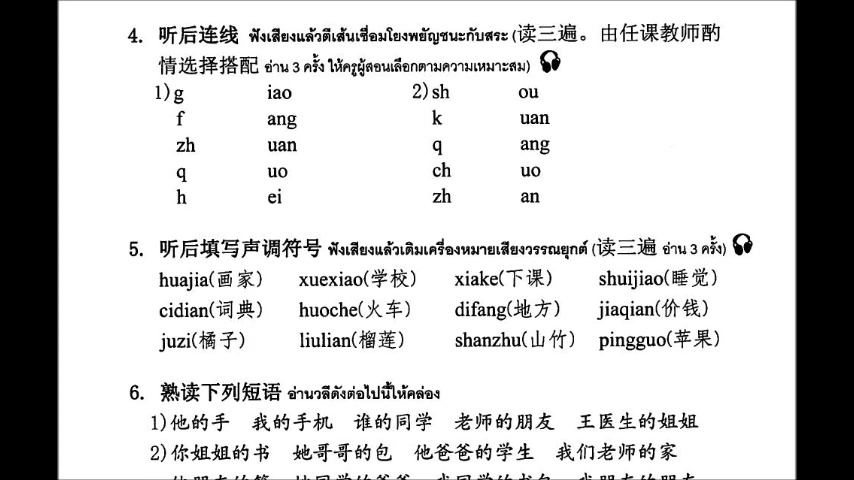 4. 听后连线 ฟังเสียงแล้วตีเส้นเชื่อมโยงพยัญชนะกับสระ (读三遍。由任课教师酌
情选择搭配 อ่าน 3 ครั้ง ให้ครูผู้สอนเลือกตามความเหมาะสม)
1) g iao 2) sh ou
f ang k uan
zh uan q ang
q uo ch uo
h ei zh an
5. 听后填写声调符号 ฟังเสียงแล้วเติมเครื่องหมายเสียงวรรณยุกต์ (读三遍 อ่าน 3 ครั้ง)
huajia(画家) xuexiao(学校) xiake(下课) shuijiao(睡觉)
cidian(词典) huoche(火车) difang(地方) jiaqian(价钱)
juzi(橘子) liulian(榴莲) shanzhu(山竹) pingguo(苹果)
6. 熟读下列短语 อ่านวลีดังต่อไปนี้ให้คล่อง
1)他的手 我的手机 谁的同学 老师的朋友 王医生的姐姐
2)你姐姐的书 她哥哥的包 他爸爸的学生 我们老师的家